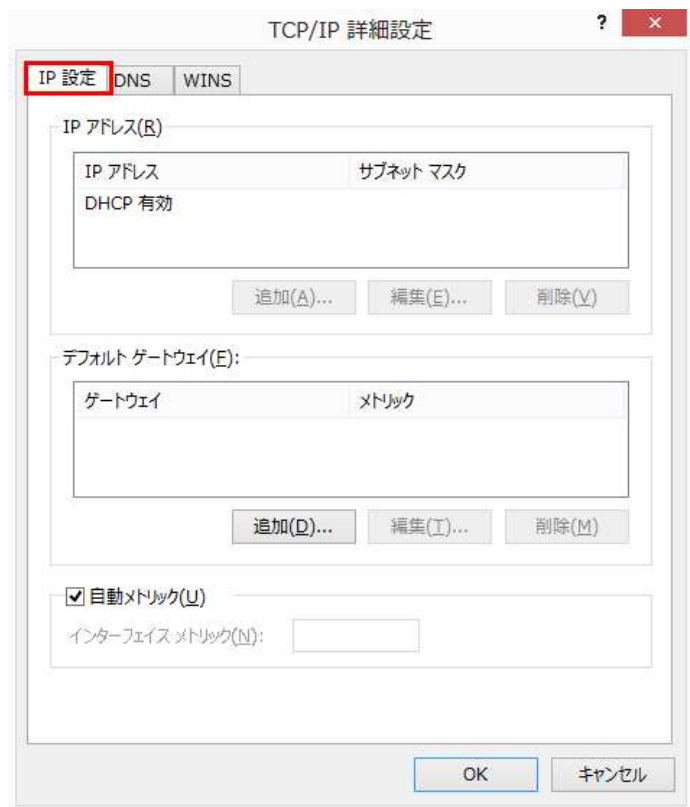 TCP/IP 詳細設定
?
×
IP 設定 DNS WINS
IP アドレス(R)
IP アドレス サブネット マスク
DHCP 有効
追加(A)... 編集(E)... 削除(V)
デフォルト ゲートウェイ(F):
ゲートウェイ メトリック
追加(D)... 編集(T)... 削除(M)
自動メトリック(U)
インターフェイス メトリック(N):
OK キャンセル